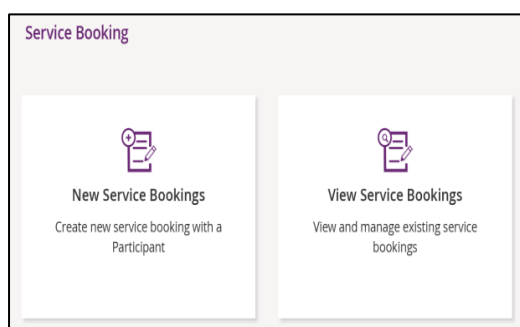 Service Booking
New Service Bookings
Create new service booking with a
Participant
View Service Bookings
View and manage existing service
bookings